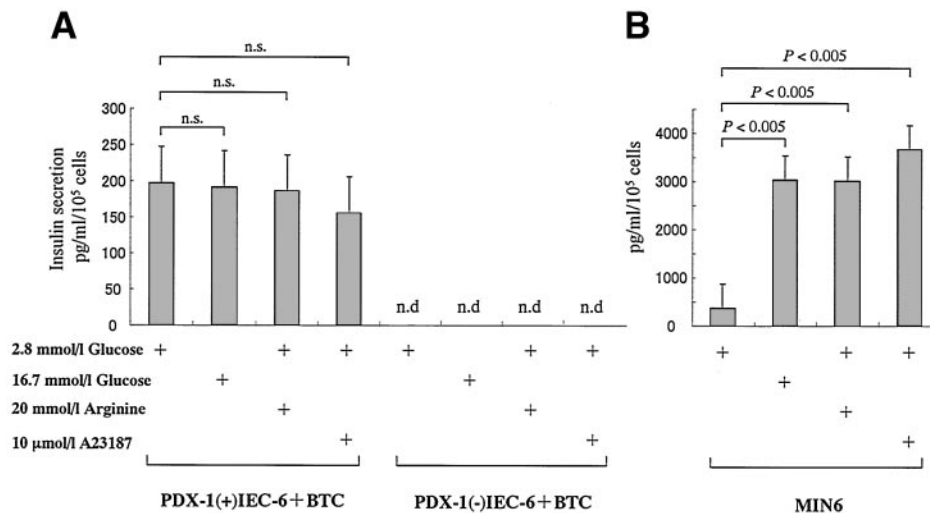 A
B
n.s.
n.s.
n.s.
P < 0.005
P < 0.005
P < 0.005
Insulin secretion
pg/ml/10⁵ cells
300
250
200
150
100
50
0
n.d n.d n.d n.d
pg/ml/10⁵ cells
4000
3000
2000
1000
0
2.8 mmol/l Glucose + + + + + + + + +
16.7 mmol/l Glucose + + +
20 mmol/l Arginine + + +
10 µmol/l A23187 + + +
PDX-1(+)IEC-6+BTC PDX-1(-)IEC-6+BTC MIN6